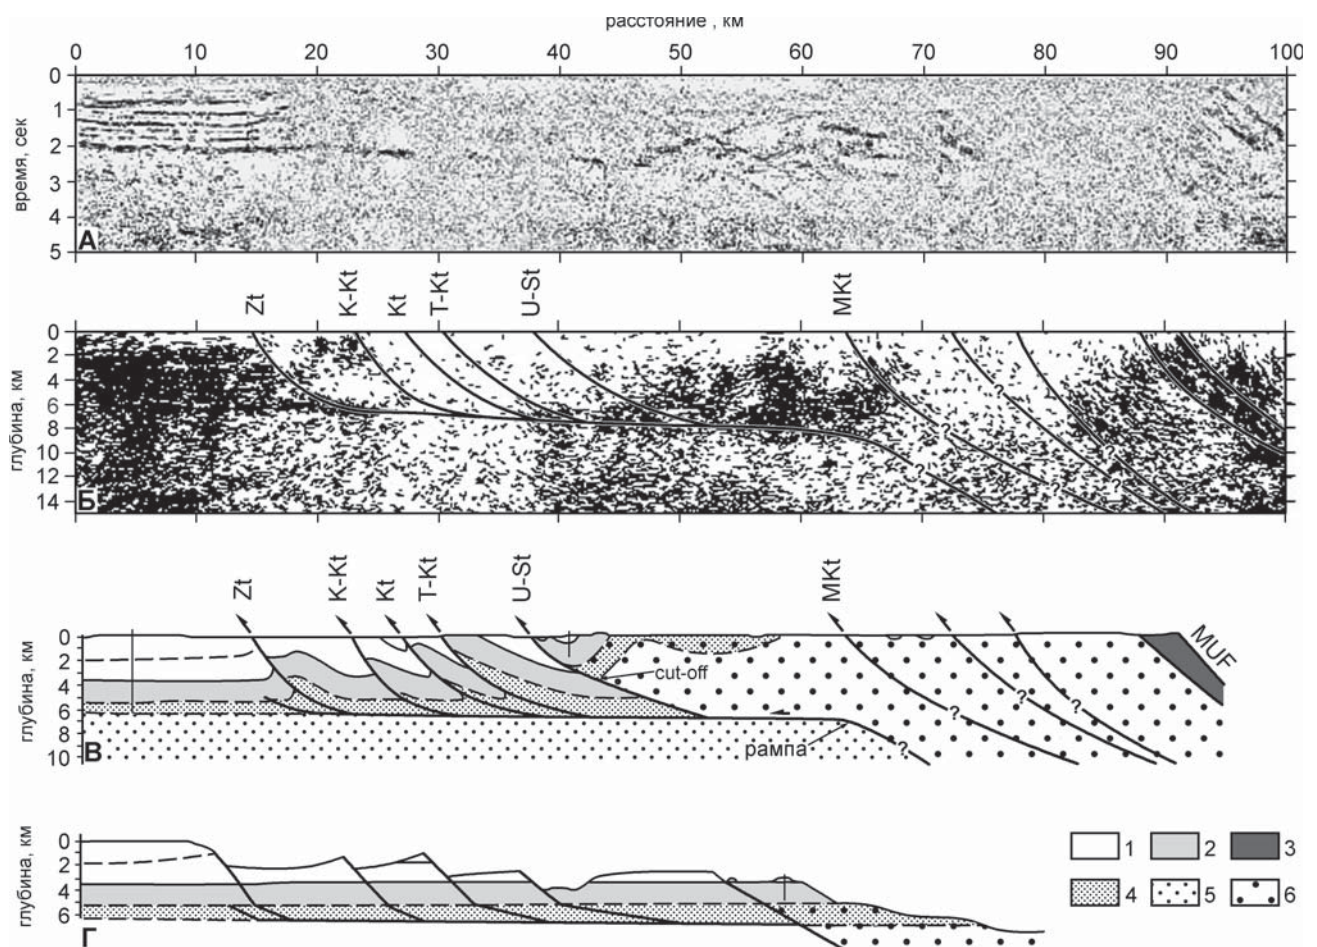 расстояние , км
0 10 20 30 40 50 60 70 80 90 100
время, сек
0
1
2
3
4
5
А
Zt K-Kt Kt T-Kt U-St MKt
глубина, км
0
2
4
6
8
10
12
14
Б
? ? ? ?
Zt K-Kt Kt T-Kt U-St MKt
MUF
глубина, км
0
2
4
6
8
10
В
cut-off
рампа
? ? ? ?
глубина, км
0
2
4
6
Г
1 2 3
4 5 6